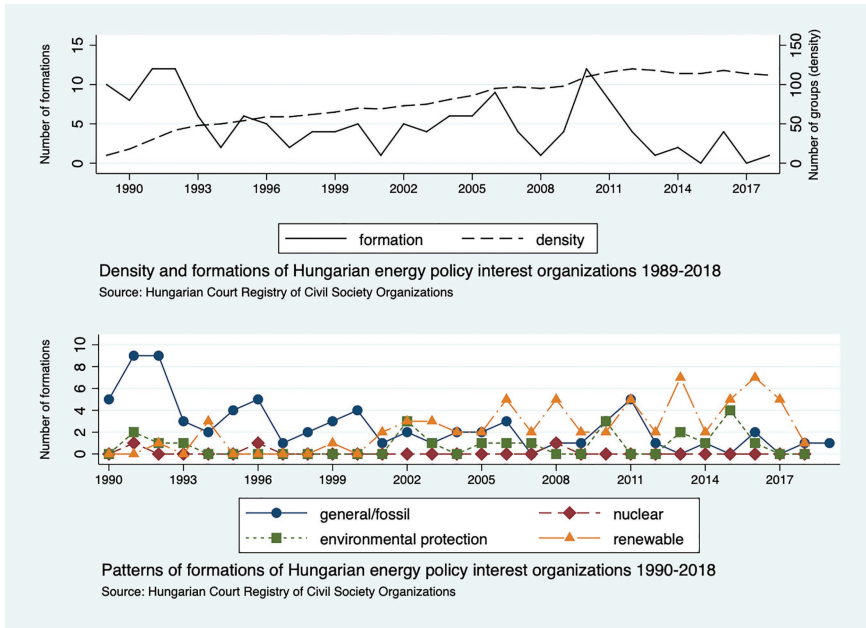 Number of formations
15
10
5
0
150
100
50
0
Number of groups (density)
1990 1993 1996 1999 2002 2005 2008 2011 2014 2017
formation density
Density and formations of Hungarian energy policy interest organizations 1989-2018
Source: Hungarian Court Registry of Civil Society Organizations
Number of formations
10
8
6
4
2
0
1990 1993 1996 1999 2002 2005 2008 2011 2014 2017
general/fossil nuclear
environmental protection renewable
Patterns of formations of Hungarian energy policy interest organizations 1990-2018
Source: Hungarian Court Registry of Civil Society Organizations